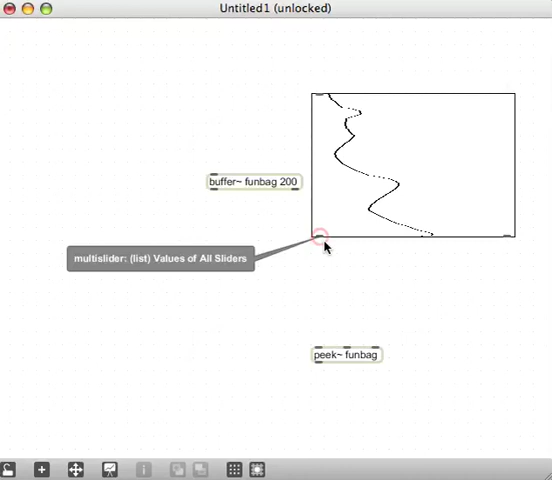 Untitled1 (unlocked)
buffer~ funbag 200
multislider: (list) Values of All Sliders
peek~ funbag